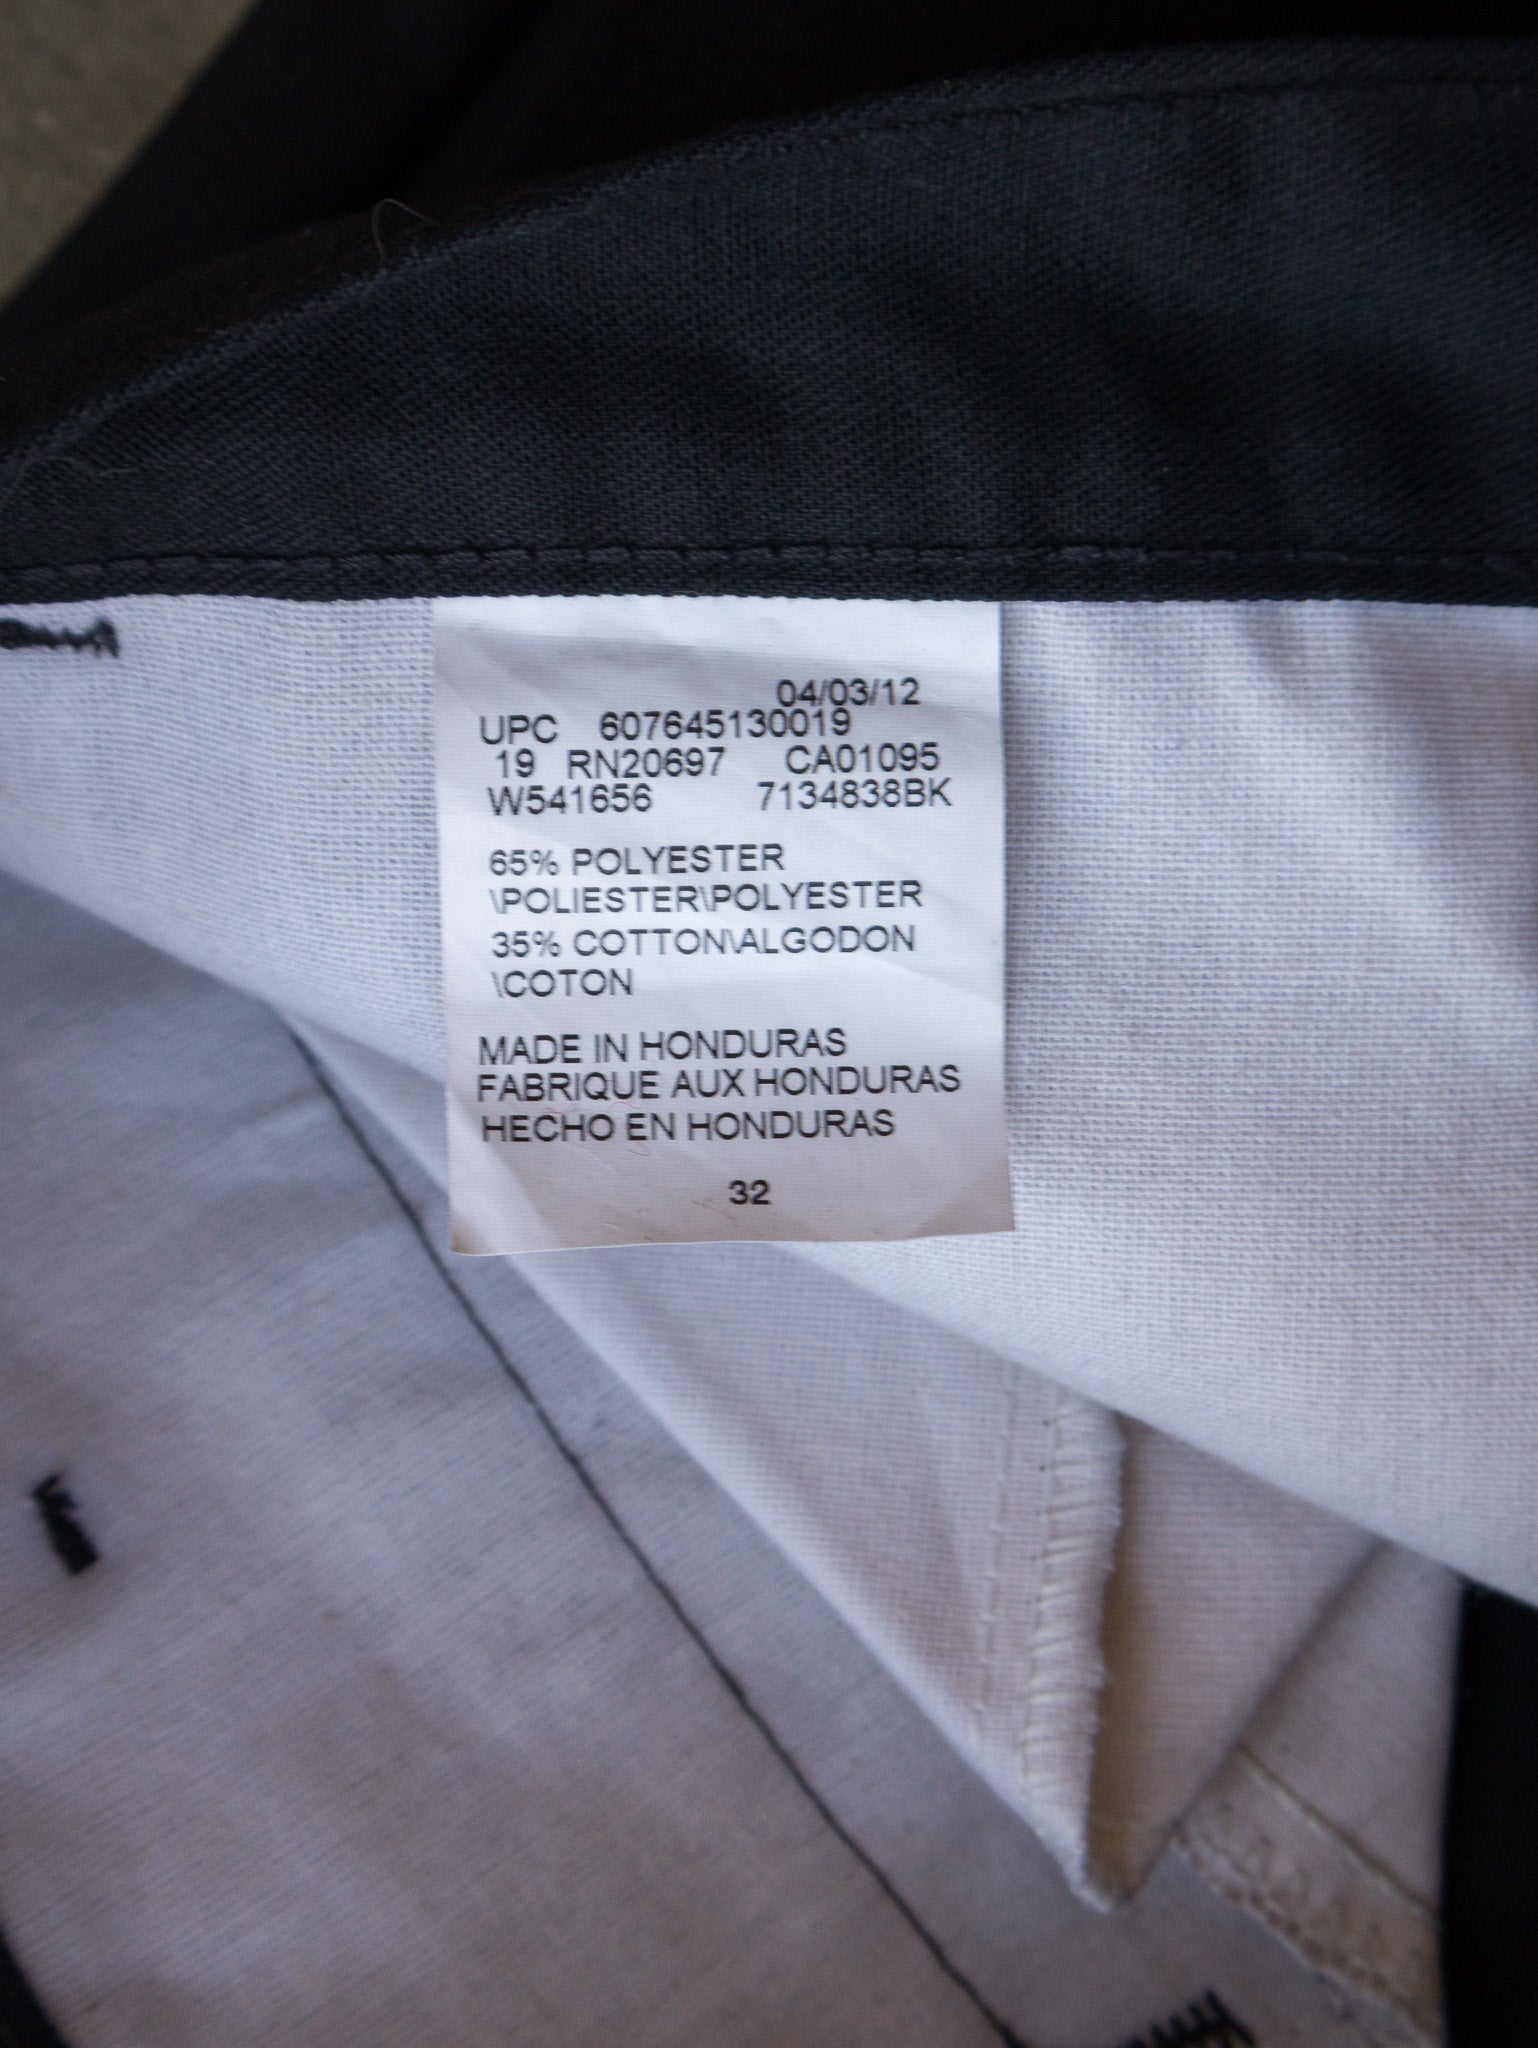 04/03/12
UPC 607645130019
19 RN20697 CA01095
W541656 7134838BK
65% POLYESTER
\POLIESTER\POLYESTER
35% COTTON\ALGODON
\COTON
MADE IN HONDURAS
FABRIQUE AUX HONDURAS
HECHO EN HONDURAS
32